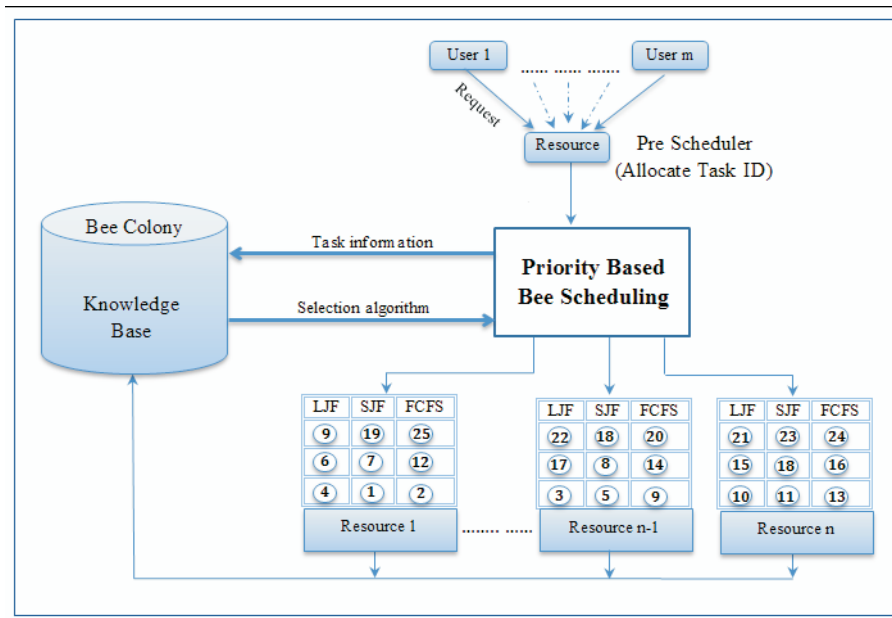 User 1
...... ...... .......
User m
Request
Resource
Pre Scheduler
(Allocate Task ID)
Bee Colony
Knowledge
Base
Task information
Selection algorithm
Priority Based
Bee Scheduling
LJF SJF FCFS
9 19 25
6 7 12
4 1 2
Resource 1
........ ......
LJF SJF FCFS
22 18 20
17 8 14
3 5 9
Resource n-1
LJF SJF FCFS
21 23 24
15 18 16
10 11 13
Resource n